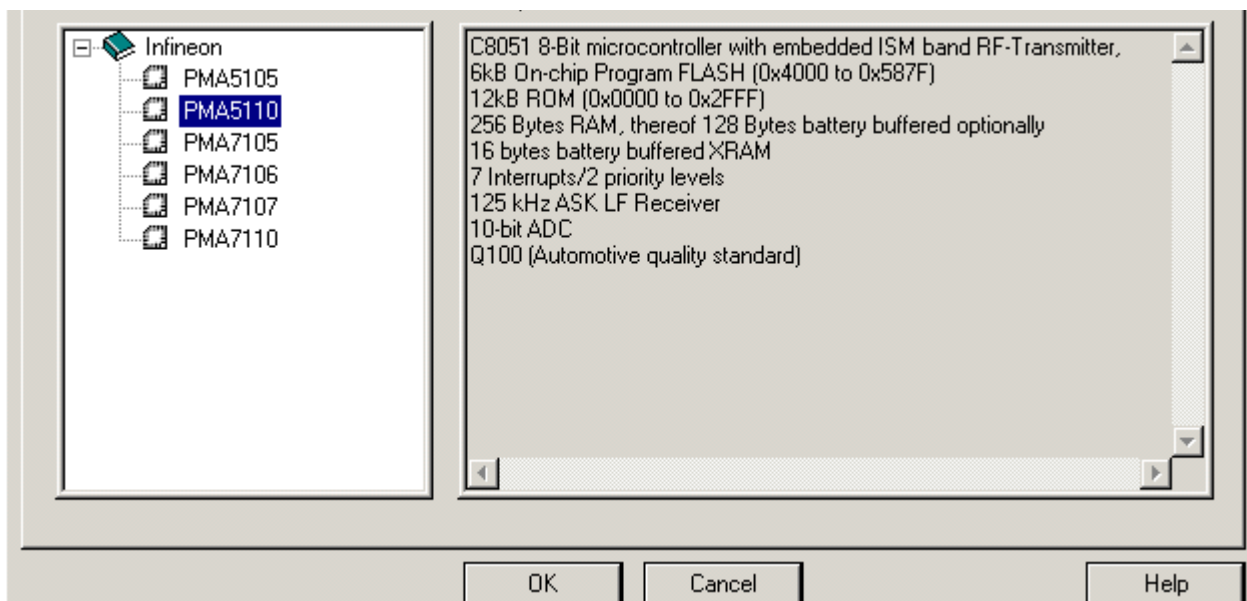 Infineon
PMA5105
PMA5110
PMA7105
PMA7106
PMA7107
PMA7110
C8051 8-Bit microcontroller with embedded ISM band RF-Transmitter,
6kB On-chip Program FLASH (0x4000 to 0x587F)
12kB ROM (0x0000 to 0x2FFF)
256 Bytes RAM, thereof 128 Bytes battery buffered optionally
16 bytes battery buffered XRAM
7 Interrupts/2 priority levels
125 kHz ASK LF Receiver
10-bit ADC
Q100 (Automotive quality standard)
OK
Cancel
Help